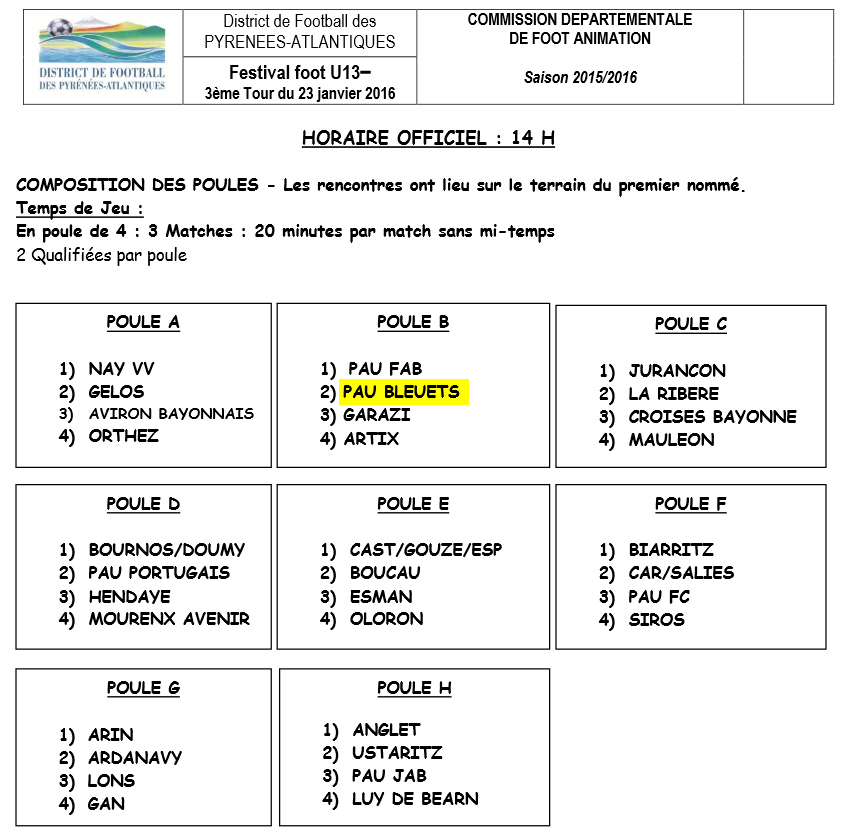 DISTRICT DE FOOTBALL
DES PYRÉNÉES-ATLANTIQUES
District de Football des
PYRENEES-ATLANTIQUES
Festival foot U13–
3ème Tour du 23 janvier 2016
COMMISSION DEPARTEMENTALE
DE FOOT ANIMATION
Saison 2015/2016
HORAIRE OFFICIEL : 14 H
COMPOSITION DES POULES - Les rencontres ont lieu sur le terrain du premier nommé.
Temps de Jeu :
En poule de 4 : 3 Matches : 20 minutes par match sans mi-temps
2 Qualifiées par poule
POULE A
1) NAY VV
2) GELOS
3) AVIRON BAYONNAIS
4) ORTHEZ
POULE B
1) PAU FAB
2) PAU BLEUETS
3) GARAZI
4) ARTIX
POULE C
1) JURANCON
2) LA RIBERE
3) CROISES BAYONNE
4) MAULEON
POULE D
1) BOURNOS/DOUMY
2) PAU PORTUGAIS
3) HENDAYE
4) MOURENX AVENIR
POULE E
1) CAST/GOUZE/ESP
2) BOUCAU
3) ESMAN
4) OLORON
POULE F
1) BIARRITZ
2) CAR/SALIES
3) PAU FC
4) SIROS
POULE G
1) ARIN
2) ARDANAVY
3) LONS
4) GAN
POULE H
1) ANGLET
2) USTARITZ
3) PAU JAB
4) LUY DE BEARN